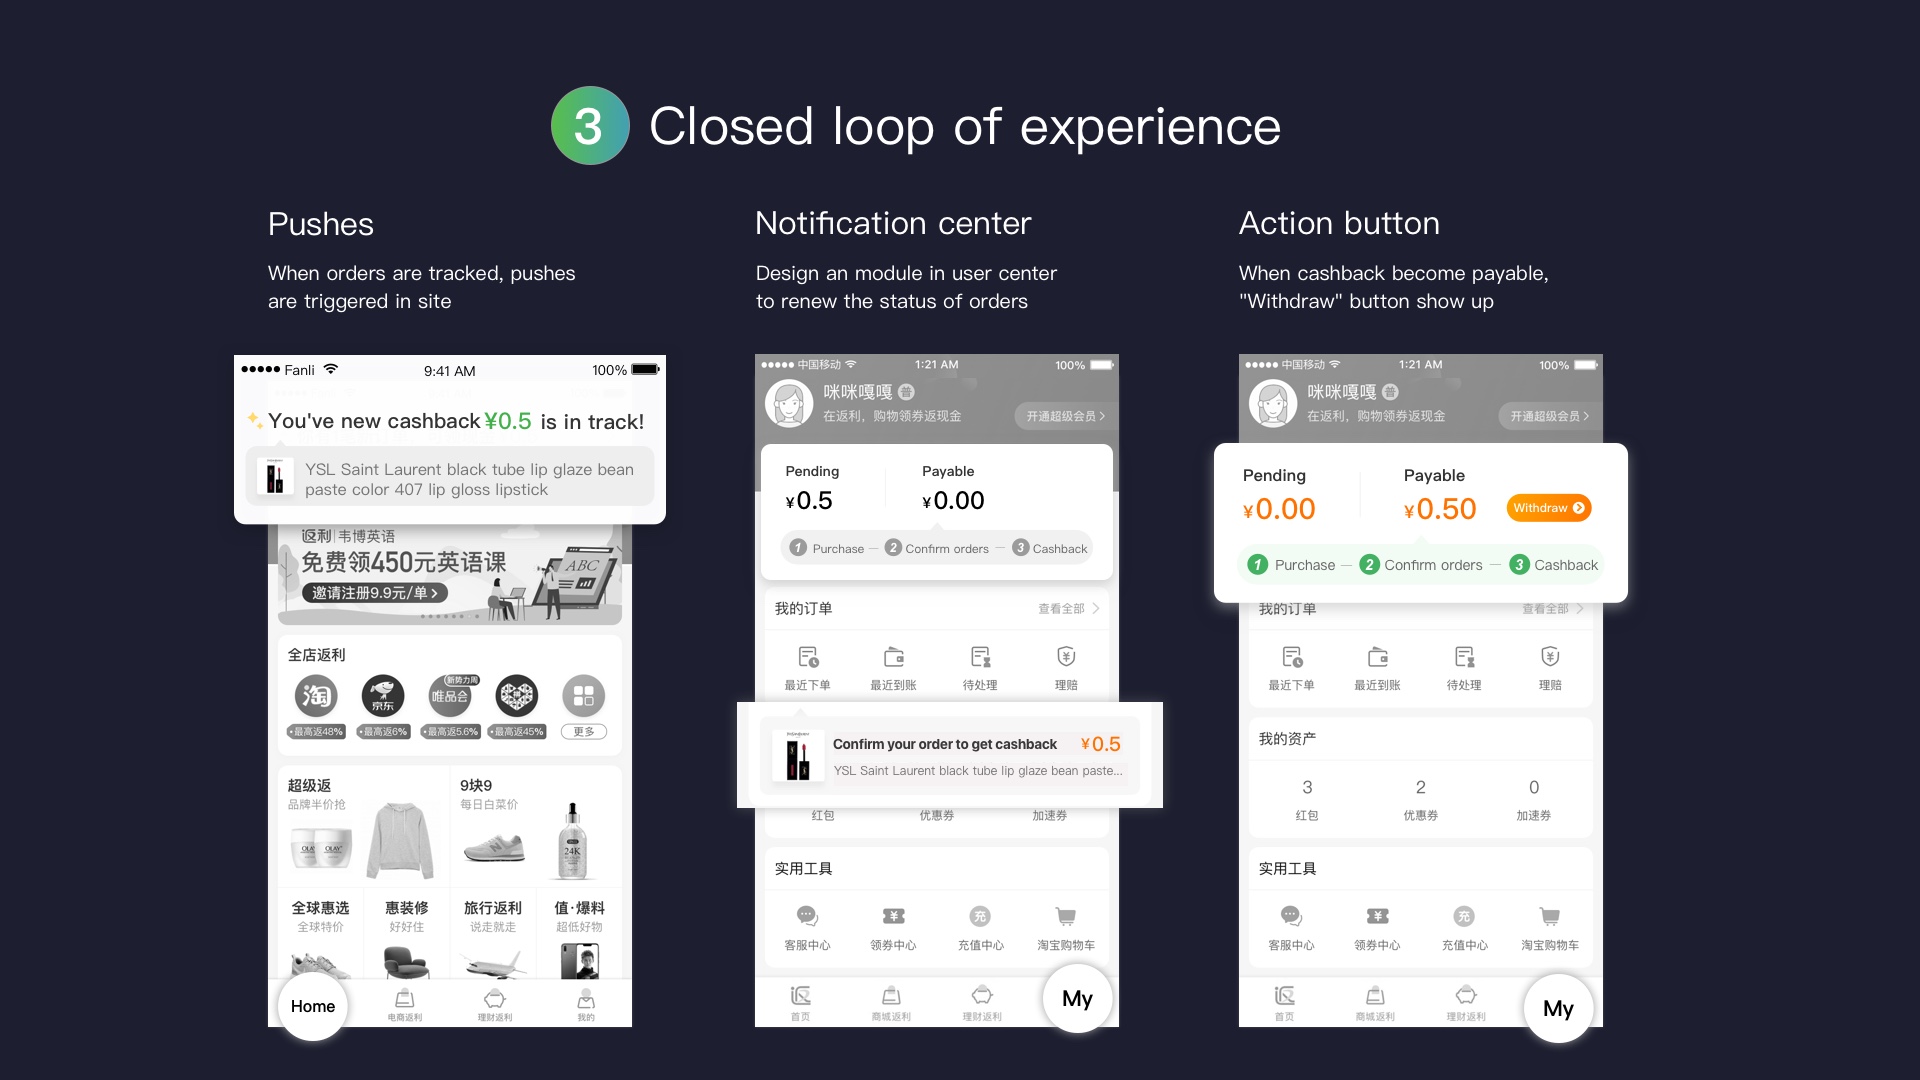 3 Closed loop of experience
Pushes
When orders are tracked, pushes
are triggered in site
Fanli 9:41 AM 100%
You've new cashback ¥0.5 is in track!
YSL Saint Laurent black tube lip glaze bean
paste color 407 lip gloss lipstick
返利 韦博英语
免费领450元英语课
邀请注册9.9元/单
ABC
全店返利
淘 京东 唯品会 新势力周
最高返48% 最高返6% 最高返5.6% 最高返45% 更多
超级返 9块9
品牌半价抢 每日白菜价
OLAY
24K
全球惠选 惠装修 旅行返利 值·爆料
全球特价 好好住 说走就走 超低好物
Home 电商返利 理财返利 我的
Notification center
Design an module in user center
to renew the status of orders
中国移动 1:21 AM 100%
咪咪嘎嘎 普
在返利，购物领券返现金 开通超级会员
Pending Payable
¥0.5 ¥0.00
1 Purchase 2 Confirm orders 3 Cashback
我的订单 查看全部
最近下单 最近到账 待处理 理赔
Confirm your order to get cashback ¥0.5
YSL Saint Laurent black tube lip glaze bean paste...
红包 优惠券 加速券
实用工具
充
客服中心 领券中心 充值中心 淘宝购物车
首页 商城返利 理财返利 My
Action button
When cashback become payable,
"Withdraw" button show up
中国移动 1:21 AM 100%
咪咪嘎嘎 普
在返利，购物领券返现金 开通超级会员
Pending Payable
¥0.00 ¥0.50 Withdraw
1 Purchase 2 Confirm orders 3 Cashback
我的订单 查看全部
最近下单 最近到账 待处理 理赔
我的资产
3 2 0
红包 优惠券 加速券
实用工具
充
客服中心 领券中心 充值中心 淘宝购物车
首页 商城返利 理财返利 My